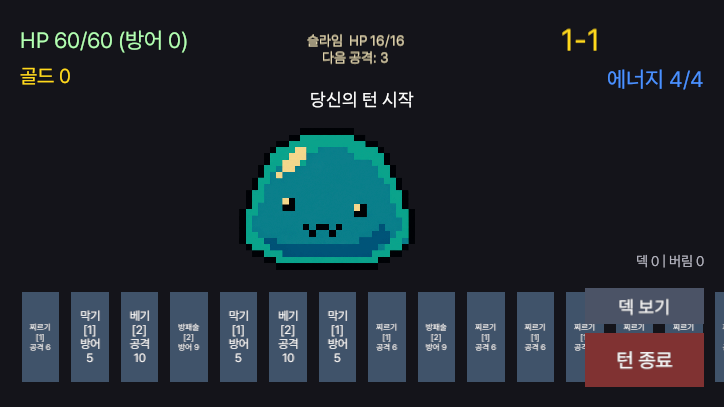 HP 60/60 (방어 0)
골드 0
슬라임 HP 16/16
다음 공격: 3
1-1
에너지 4/4
당신의 턴 시작
덱 0 | 버림 0
찌르기
[1]
공격 6
막기
[1]
방어
5
베기
[2]
공격
10
방패술
[2]
방어 9
막기
[1]
방어
5
베기
[2]
공격
10
막기
[1]
방어
5
찌르기
[1]
공격 6
방패술
[2]
방어 9
찌르기
[1]
공격 6
찌르기
[1]
공격 6
찌르기
[1]
공격 6
찌르기
찌르기
덱 보기
턴 종료